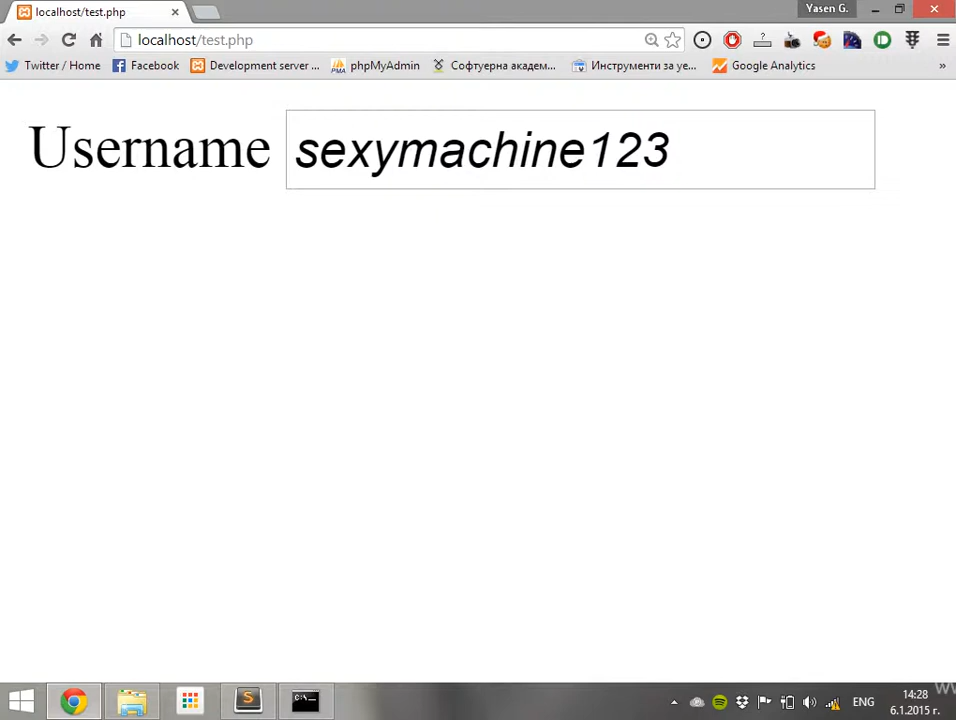 localhost/test.php
Yasen G.
localhost/test.php
Twitter / Home Facebook Development server ... phpMyAdmin Софтуерна академ... Инструменти за уе... Google Analytics »
Username sexymachine123
14:28
ENG 6.1.2015 г.